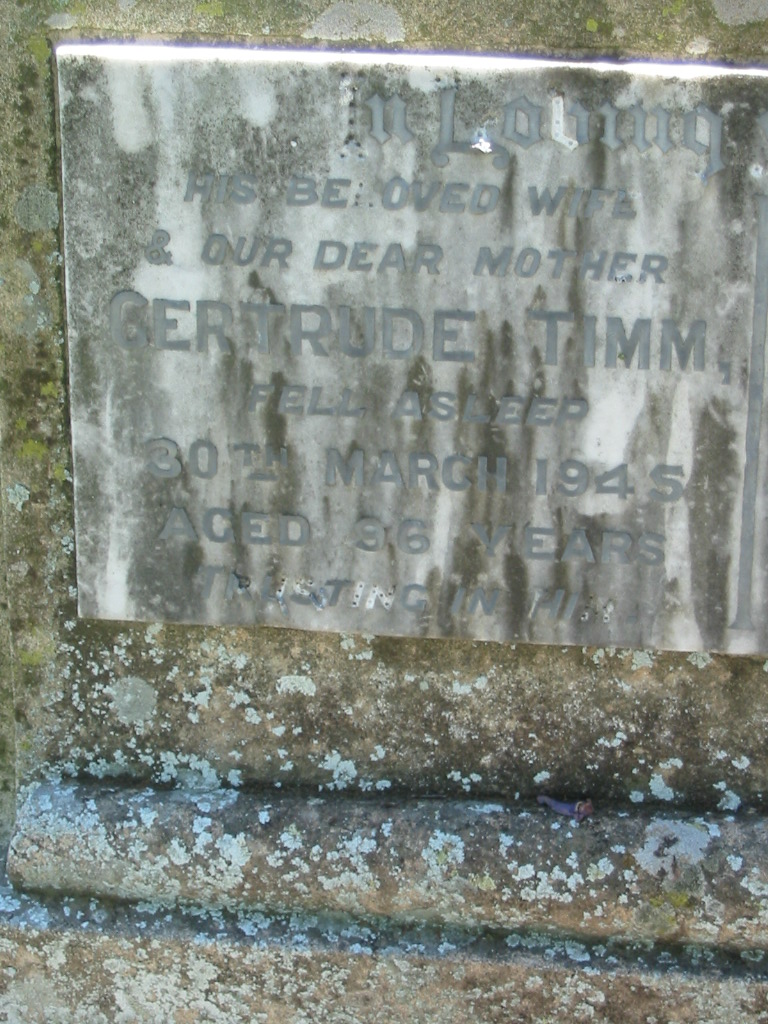 In Loving
HIS BELOVED WIFE
& OUR DEAR MOTHER
GERTRUDE TIMM,
FELL ASLEEP
30TH MARCH 1945
AGED 36 YEARS
TRUSTING IN HIM